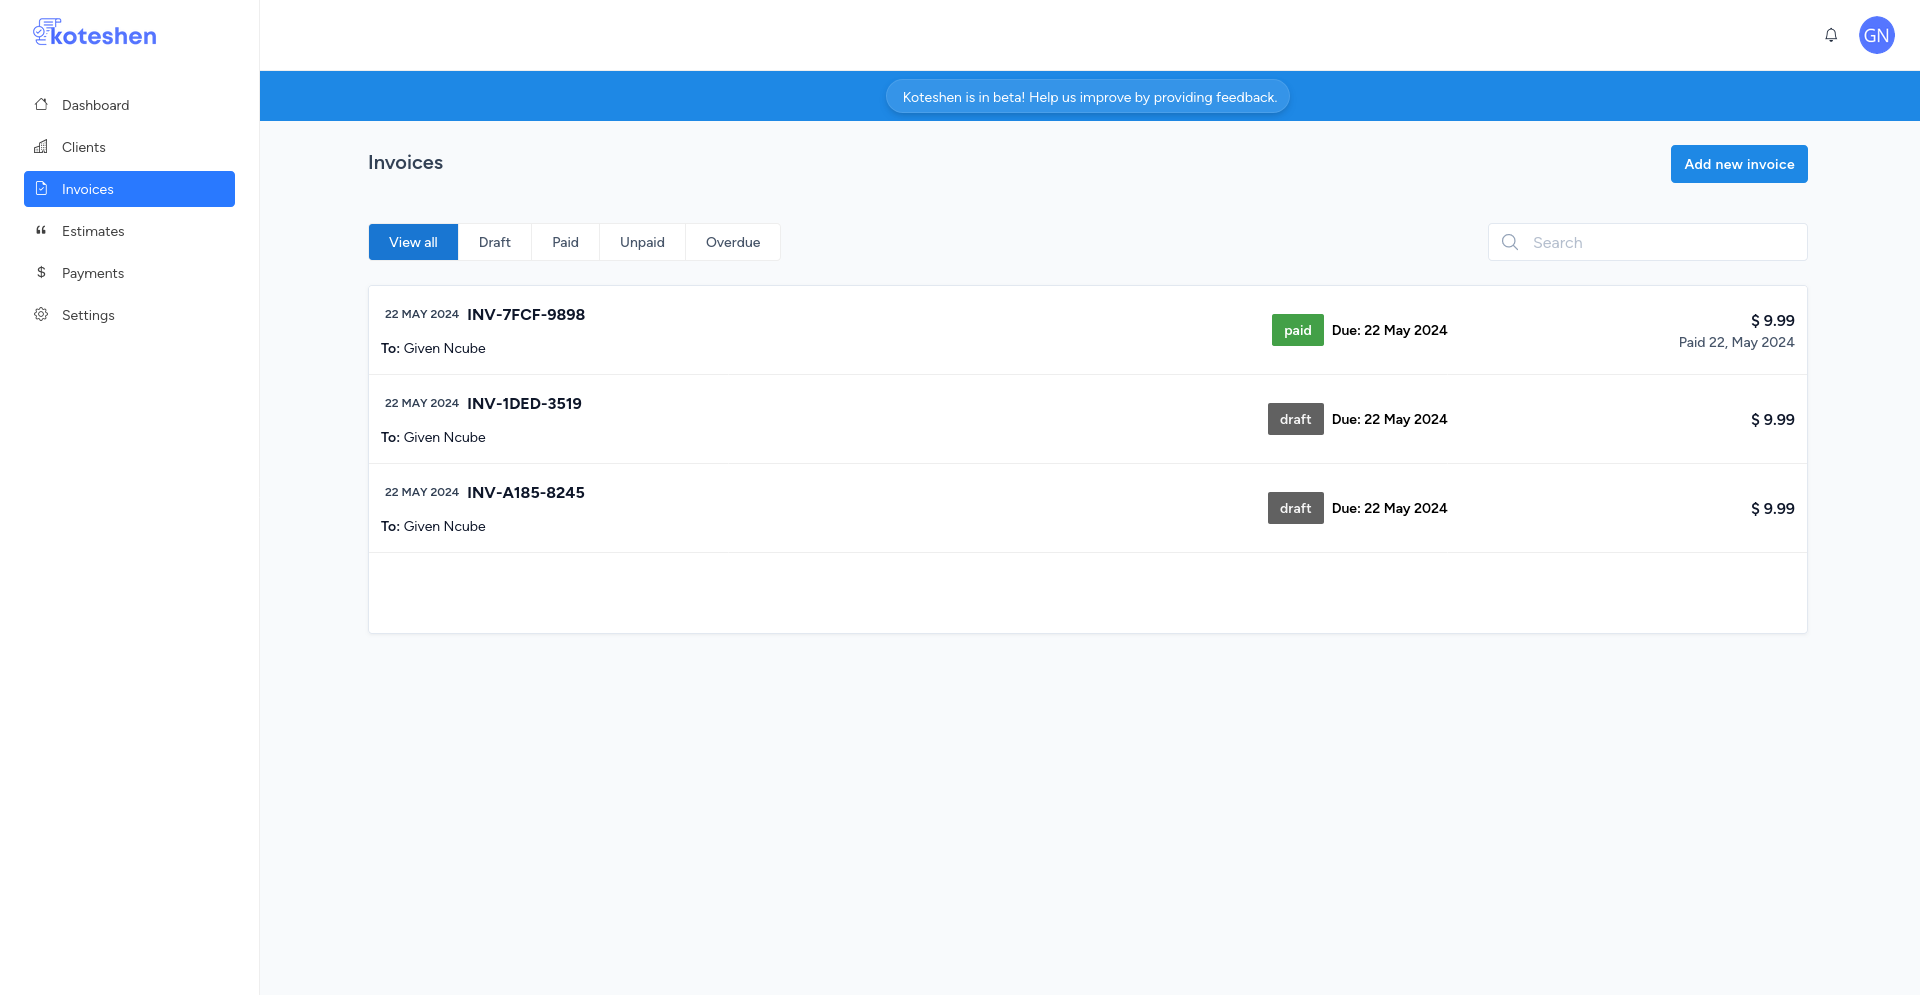 koteshen
GN
Dashboard
Clients
Invoices
Estimates
Payments
Settings
Koteshen is in beta! Help us improve by providing feedback.
Invoices
Add new invoice
View all Draft Paid Unpaid Overdue
Search
22 MAY 2024 INV-7FCF-9898
To: Given Ncube
paid Due: 22 May 2024
$ 9.99
Paid 22, May 2024
22 MAY 2024 INV-1DED-3519
To: Given Ncube
draft Due: 22 May 2024
$ 9.99
22 MAY 2024 INV-A185-8245
To: Given Ncube
draft Due: 22 May 2024
$ 9.99